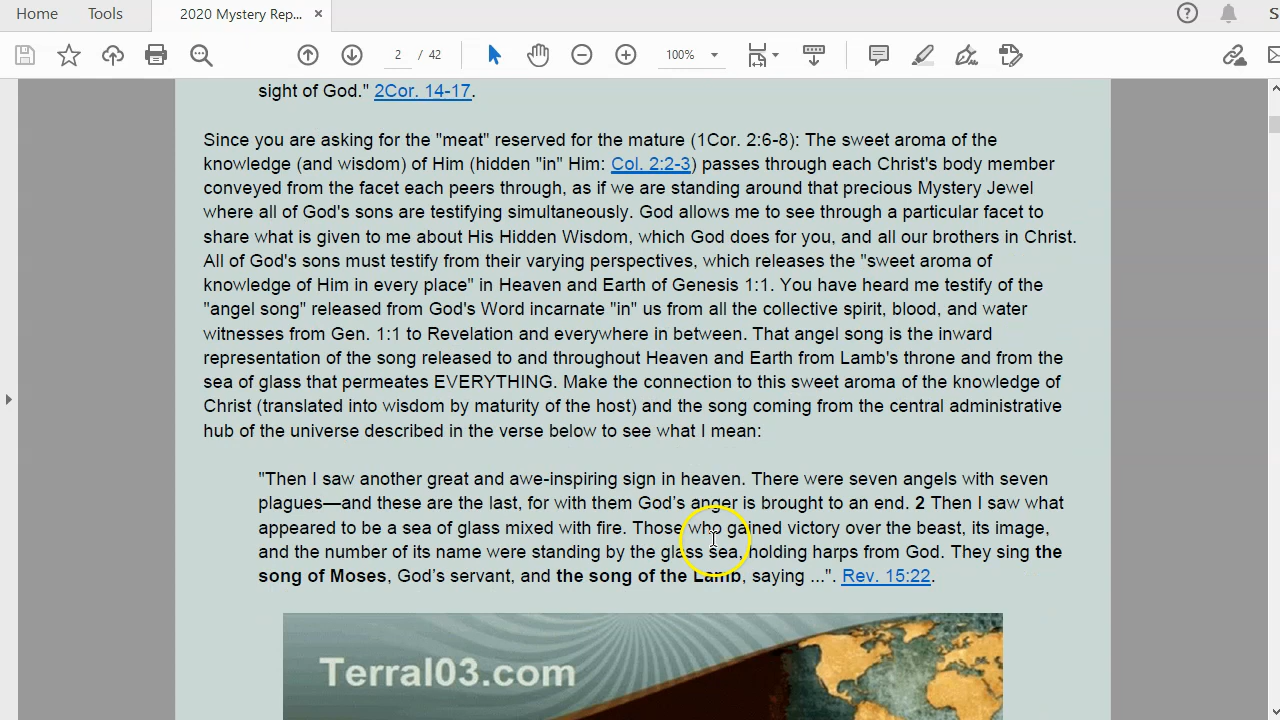 Home Tools 2020 Mystery Rep... ×
2 / 42 100%
sight of God." 2Cor. 14-17.
Since you are asking for the "meat" reserved for the mature (1Cor. 2:6-8): The sweet aroma of the
knowledge (and wisdom) of Him (hidden "in" Him: Col. 2:2-3) passes through each Christ's body member
conveyed from the facet each peers through, as if we are standing around that precious Mystery Jewel
where all of God's sons are testifying simultaneously. God allows me to see through a particular facet to
share what is given to me about His Hidden Wisdom, which God does for you, and all our brothers in Christ.
All of God's sons must testify from their varying perspectives, which releases the "sweet aroma of
knowledge of Him in every place" in Heaven and Earth of Genesis 1:1. You have heard me testify of the
"angel song" released from God's Word incarnate "in" us from all the collective spirit, blood, and water
witnesses from Gen. 1:1 to Revelation and everywhere in between. That angel song is the inward
representation of the song released to and throughout Heaven and Earth from Lamb's throne and from the
sea of glass that permeates EVERYTHING. Make the connection to this sweet aroma of the knowledge of
Christ (translated into wisdom by maturity of the host) and the song coming from the central administrative
hub of the universe described in the verse below to see what I mean:
"Then I saw another great and awe-inspiring sign in heaven. There were seven angels with seven
plagues—and these are the last, for with them God's anger is brought to an end. 2 Then I saw what
appeared to be a sea of glass mixed with fire. Those who gained victory over the beast, its image,
and the number of its name were standing by the glass sea, holding harps from God. They sing the
song of Moses, God's servant, and the song of the Lamb, saying ...". Rev. 15:22.
Terral03.com